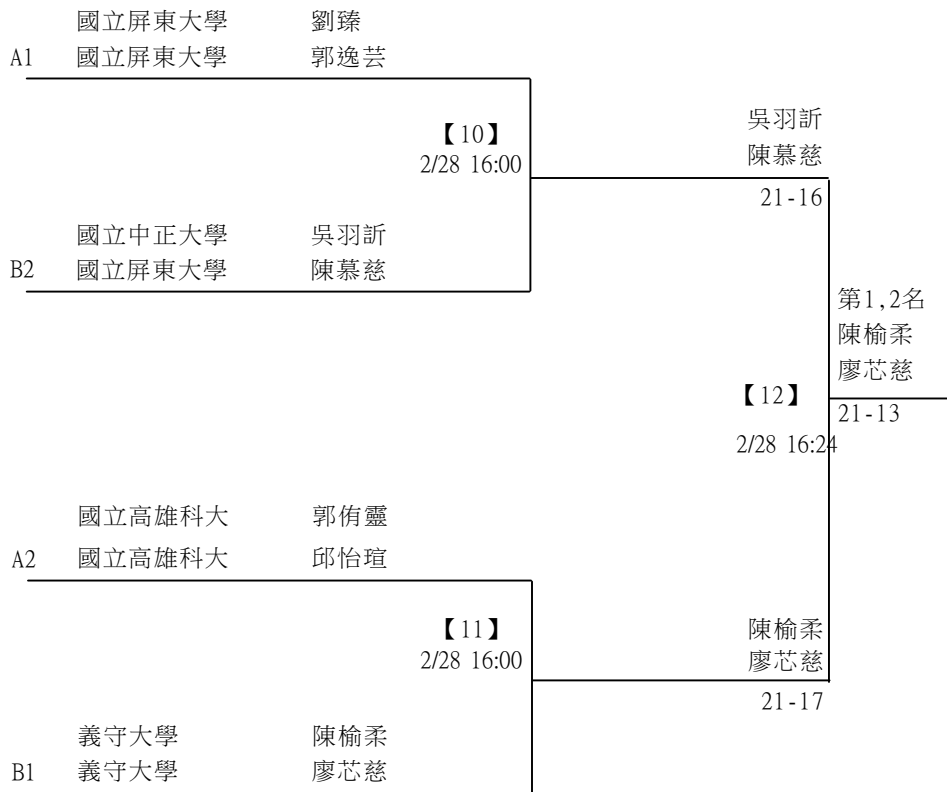 國立屏東大學 劉臻
A1 國立屏東大學 郭逸芸
【10】
2/28 16:00
吳羽訢
陳慕慈
21-16
國立中正大學 吳羽訢
B2 國立屏東大學 陳慕慈
第1,2名
陳榆柔
廖芯慈
【12】
21-13
2/28 16:24
國立高雄科大 郭侑靈
A2 國立高雄科大 邱怡瑄
【11】
2/28 16:00
陳榆柔
廖芯慈
21-17
義守大學 陳榆柔
B1 義守大學 廖芯慈